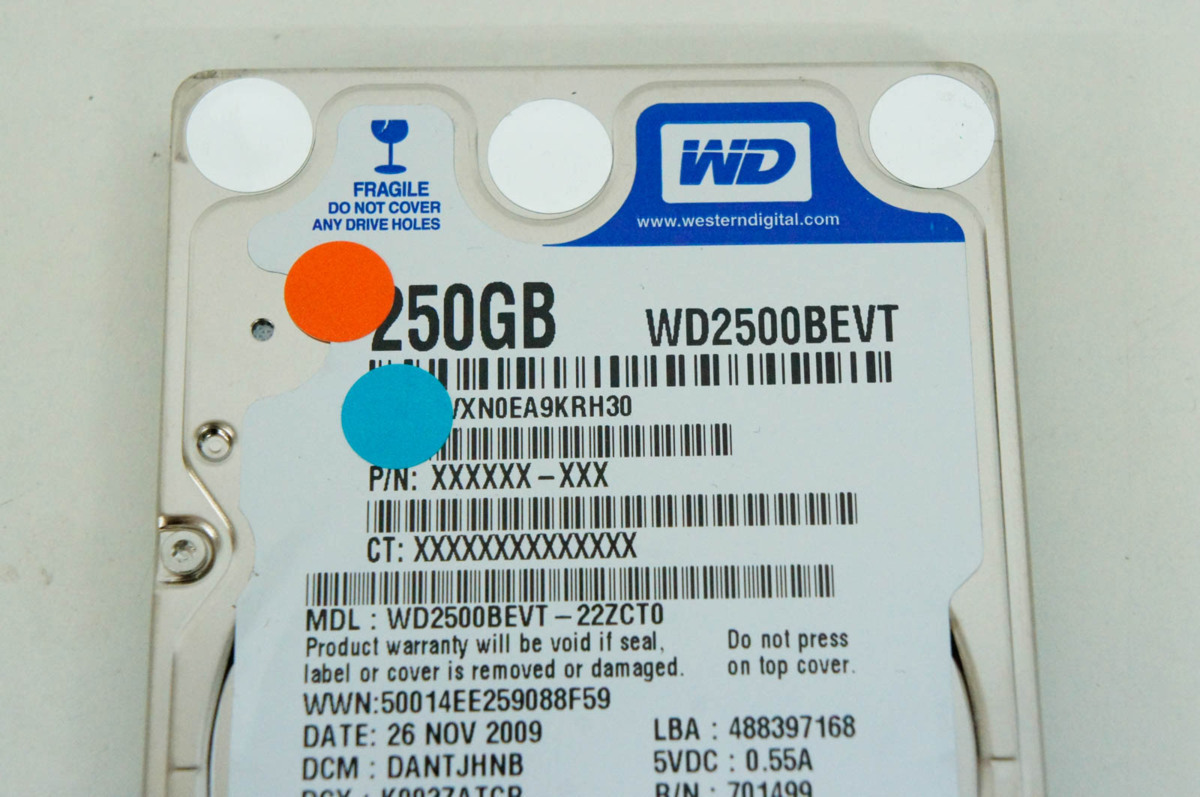 FRAGILE
DO NOT COVER
ANY DRIVE HOLES
WD
www.westerndigital.com
250GB WD2500BEVT
XN0EA9KRH30
P/N: XXXXXX-XXX
CT: XXXXXXXXXXXXXX
MDL : WD2500BEVT-22ZCT0
Product warranty will be void if seal, Do not press
label or cover is removed or damaged. on top cover.
WWN:50014EE259088F59
DATE: 26 NOV 2009 LBA : 488397168
DCM : DANTJHNB 5VDC : 0.55A
R/N : 701499